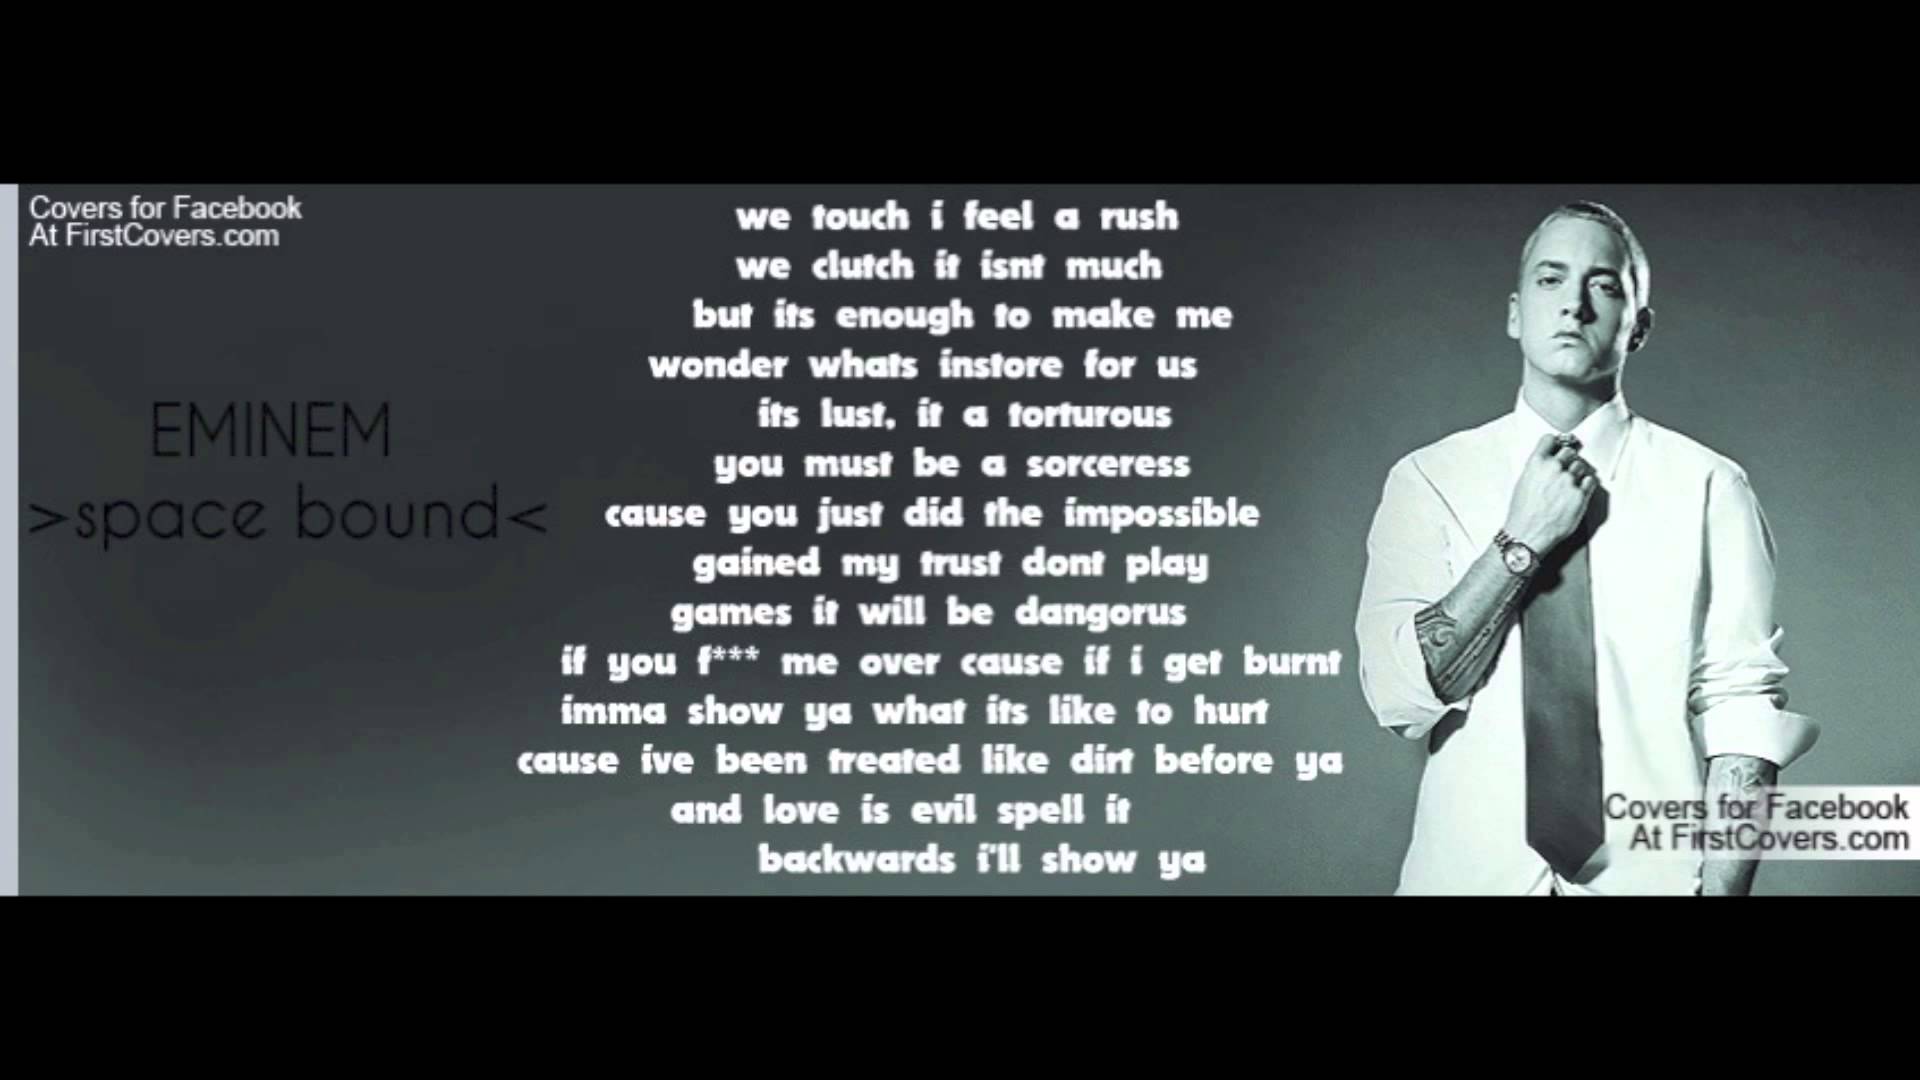 Covers for Facebook
At FirstCovers.com
EMINEM
>space bound<
we touch i feel a rush
we clutch it isnt much
but its enough to make me
wonder whats instore for us
its lust, it a torturous
you must be a sorceress
cause you just did the impossible
gained my trust dont play
games it will be dangorus
if you f*** me over cause if i get burnt
imma show ya what its like to hurt
cause ive been treated like dirt before ya
and love is evil spell it
backwards i'll show ya
Covers for Facebook
At FirstCovers.com